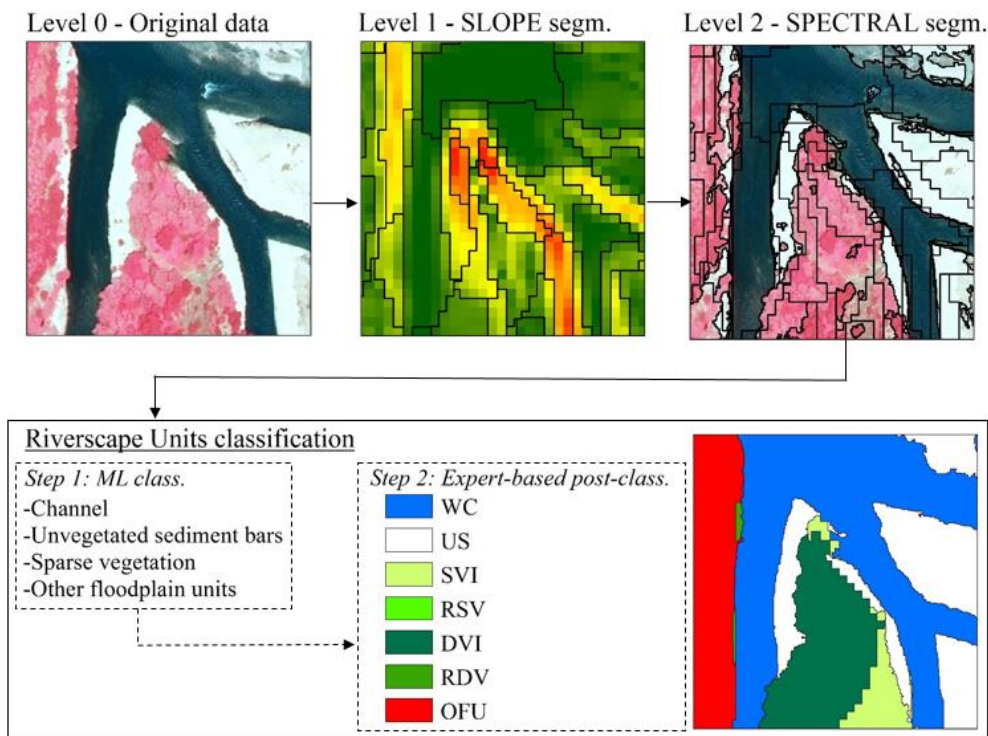 Level 0 - Original data
Level 1 - SLOPE segm.
Level 2 - SPECTRAL segm.
Riverscape Units classification
Step 1: ML class.
-Channel
-Unvegetated sediment bars
-Sparse vegetation
-Other floodplain units
Step 2: Expert-based post-class.
WC
US
SVI
RSV
DVI
RDV
OFU